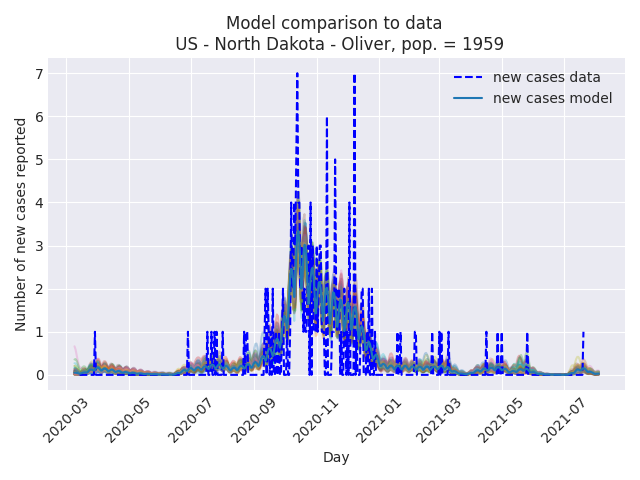 Model comparison to data
US - North Dakota - Oliver, pop. = 1959
new cases data
new cases model
Number of new cases reported
7
6
5
4
3
2
1
0
2020-03
2020-05
2020-07
2020-09
2020-11
2021-01
2021-03
2021-05
2021-07
Day